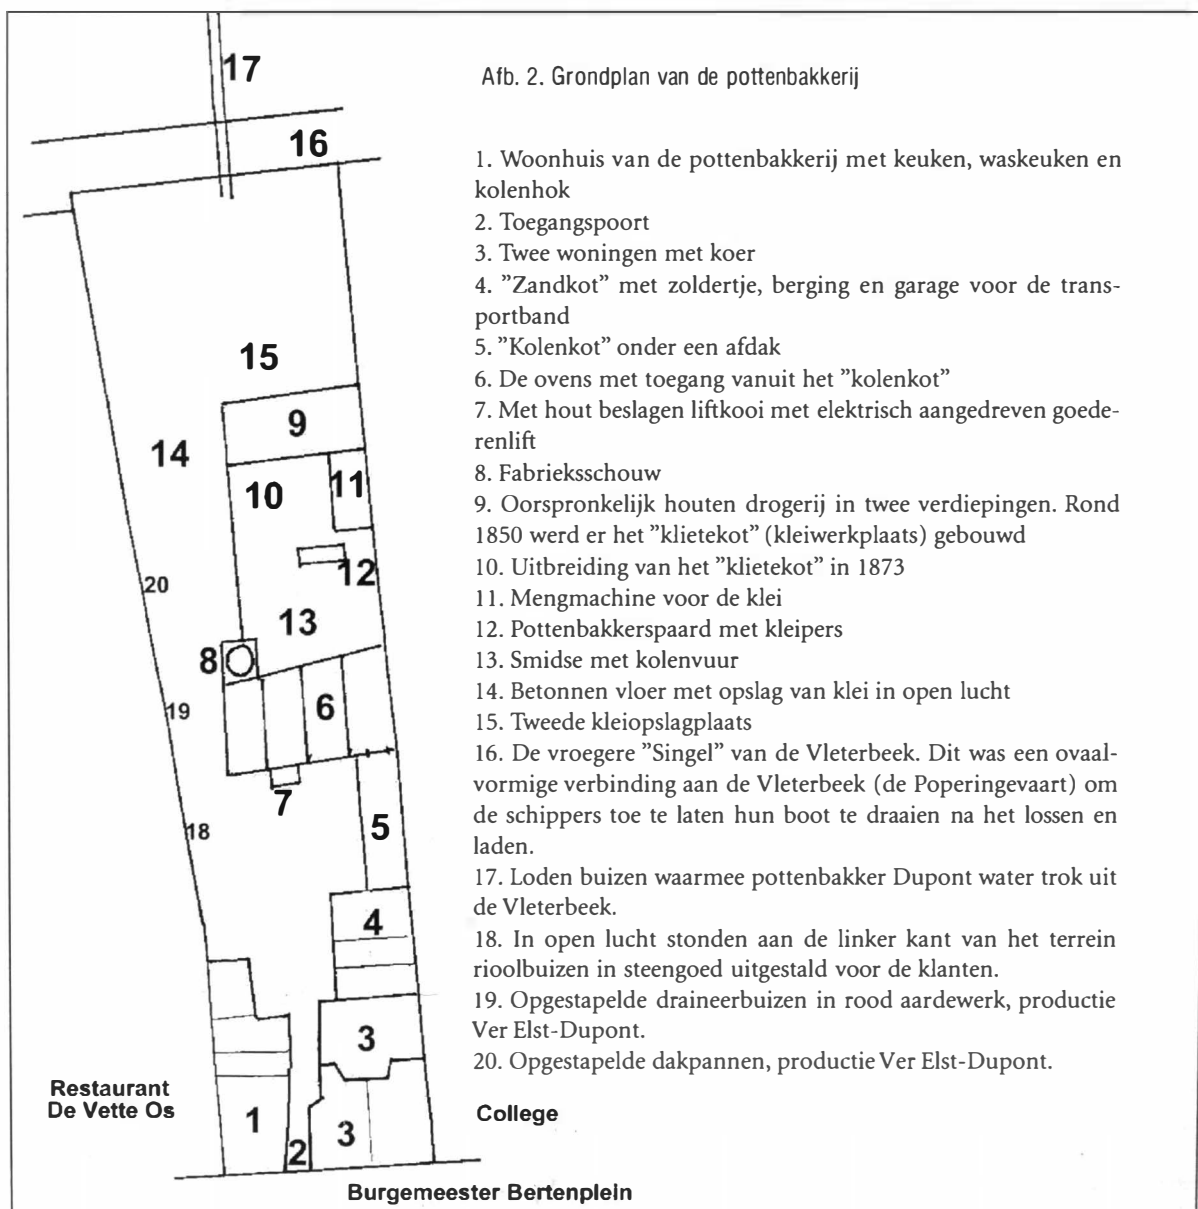 Afb. 2. Grondplan van de pottenbakkerij
1. Woonhuis van de pottenbakkerij met keuken, waskeuken en
kolenhok
2. Toegangspoort
3. Twee woningen met koer
4. ”Zandkot” met zoldertje, berging en garage voor de trans-
portband
5. ”Kolenkot” onder een afdak
6. De ovens met toegang vanuit het ”kolenkot”
7. Met hout beslagen liftkooi met elektrisch aangedreven goede-
renlift
8. Fabrieksschouw
9. Oorspronkelijk houten drogerij in twee verdiepingen. Rond
1850 werd er het ”klietekot” (kleiwerkplaats) gebouwd
10. Uitbreiding van het ”klietekot” in 1873
11. Mengmachine voor de klei
12. Pottenbakkerspaard met kleipers
13. Smidse met kolenvuur
14. Betonnen vloer met opslag van klei in open lucht
15. Tweede kleiopslagplaats
16. De vroegere ”Singel” van de Vleterbeek. Dit was een ovaal-
vormige verbinding aan de Vleterbeek (de Poperingevaart) om
de schippers toe te laten hun boot te draaien na het lossen en
laden.
17. Loden buizen waarmee pottenbakker Dupont water trok uit
de Vleterbeek.
18. In open lucht stonden aan de linker kant van het terrein
rioolbuizen in steengoed uitgestald voor de klanten.
19. Opgestapelde draineerbuizen in rood aardewerk, productie
Ver Elst-Dupont.
20. Opgestapelde dakpannen, productie Ver Elst-Dupont.
17
16
15
9
14
10
11
12
20
13
8
6
19
7
18
5
4
3
Restaurant
De Vette Os
1
2
3
College
Burgemeester Bertenplein